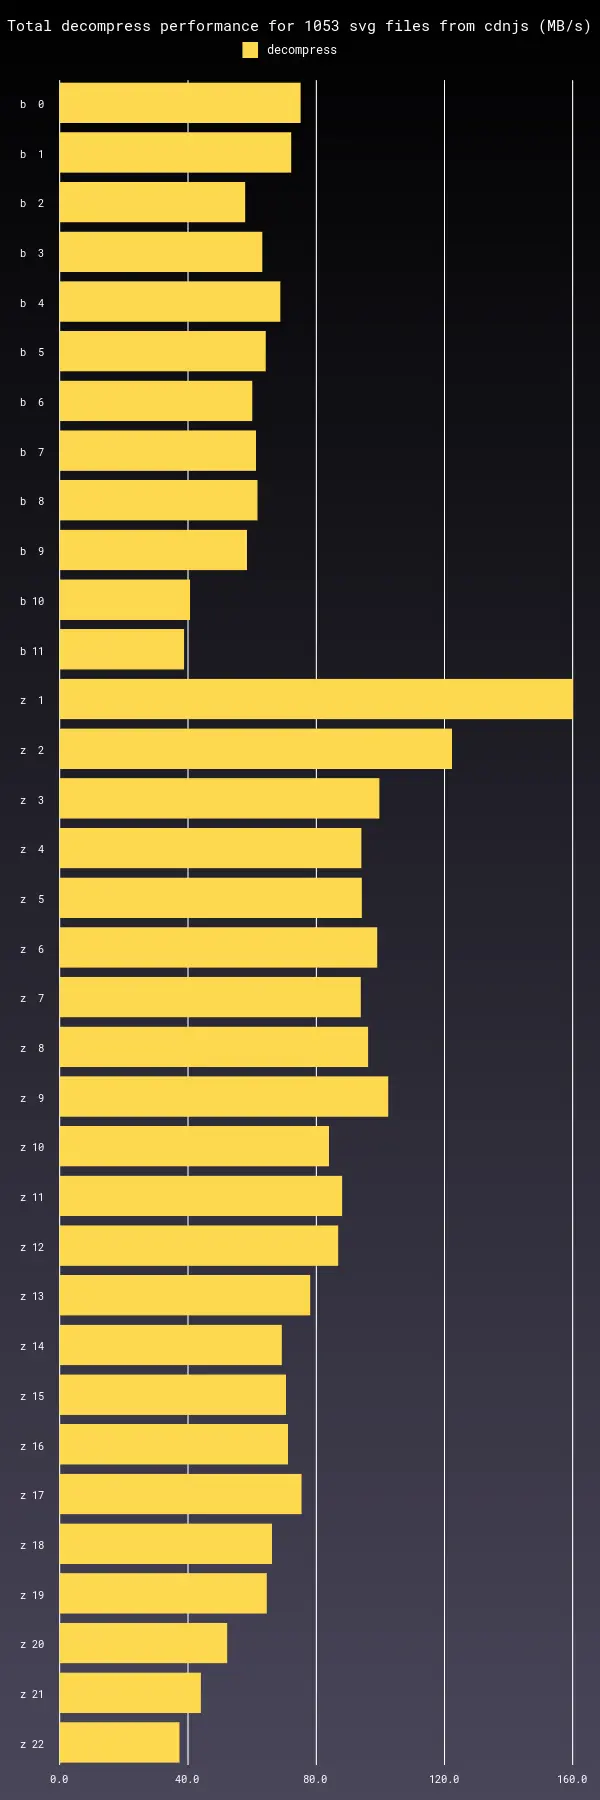 Total decompress performance for 1053 svg files from cdnjs (MB/s)
decompress
b 0
b 1
b 2
b 3
b 4
b 5
b 6
b 7
b 8
b 9
b 10
b 11
z 1
z 2
z 3
z 4
z 5
z 6
z 7
z 8
z 9
z 10
z 11
z 12
z 13
z 14
z 15
z 16
z 17
z 18
z 19
z 20
z 21
z 22
0.0 40.0 80.0 120.0 160.0